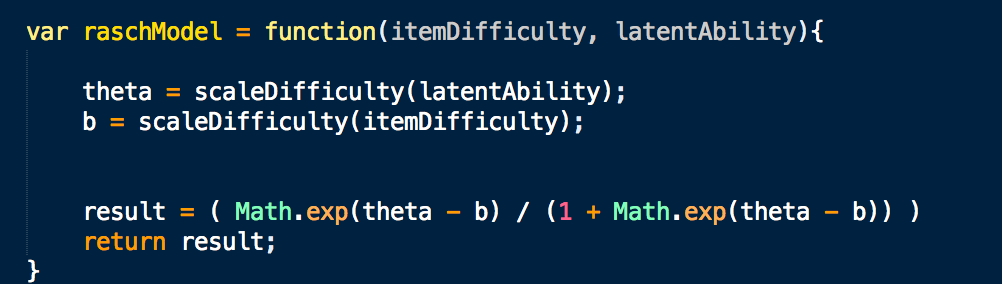 var raschModel = function(itemDifficulty, latentAbility){
theta = scaleDifficulty(latentAbility);
b = scaleDifficulty(itemDifficulty);
result = ( Math.exp(theta - b) / (1 + Math.exp(theta - b)) )
return result;
}